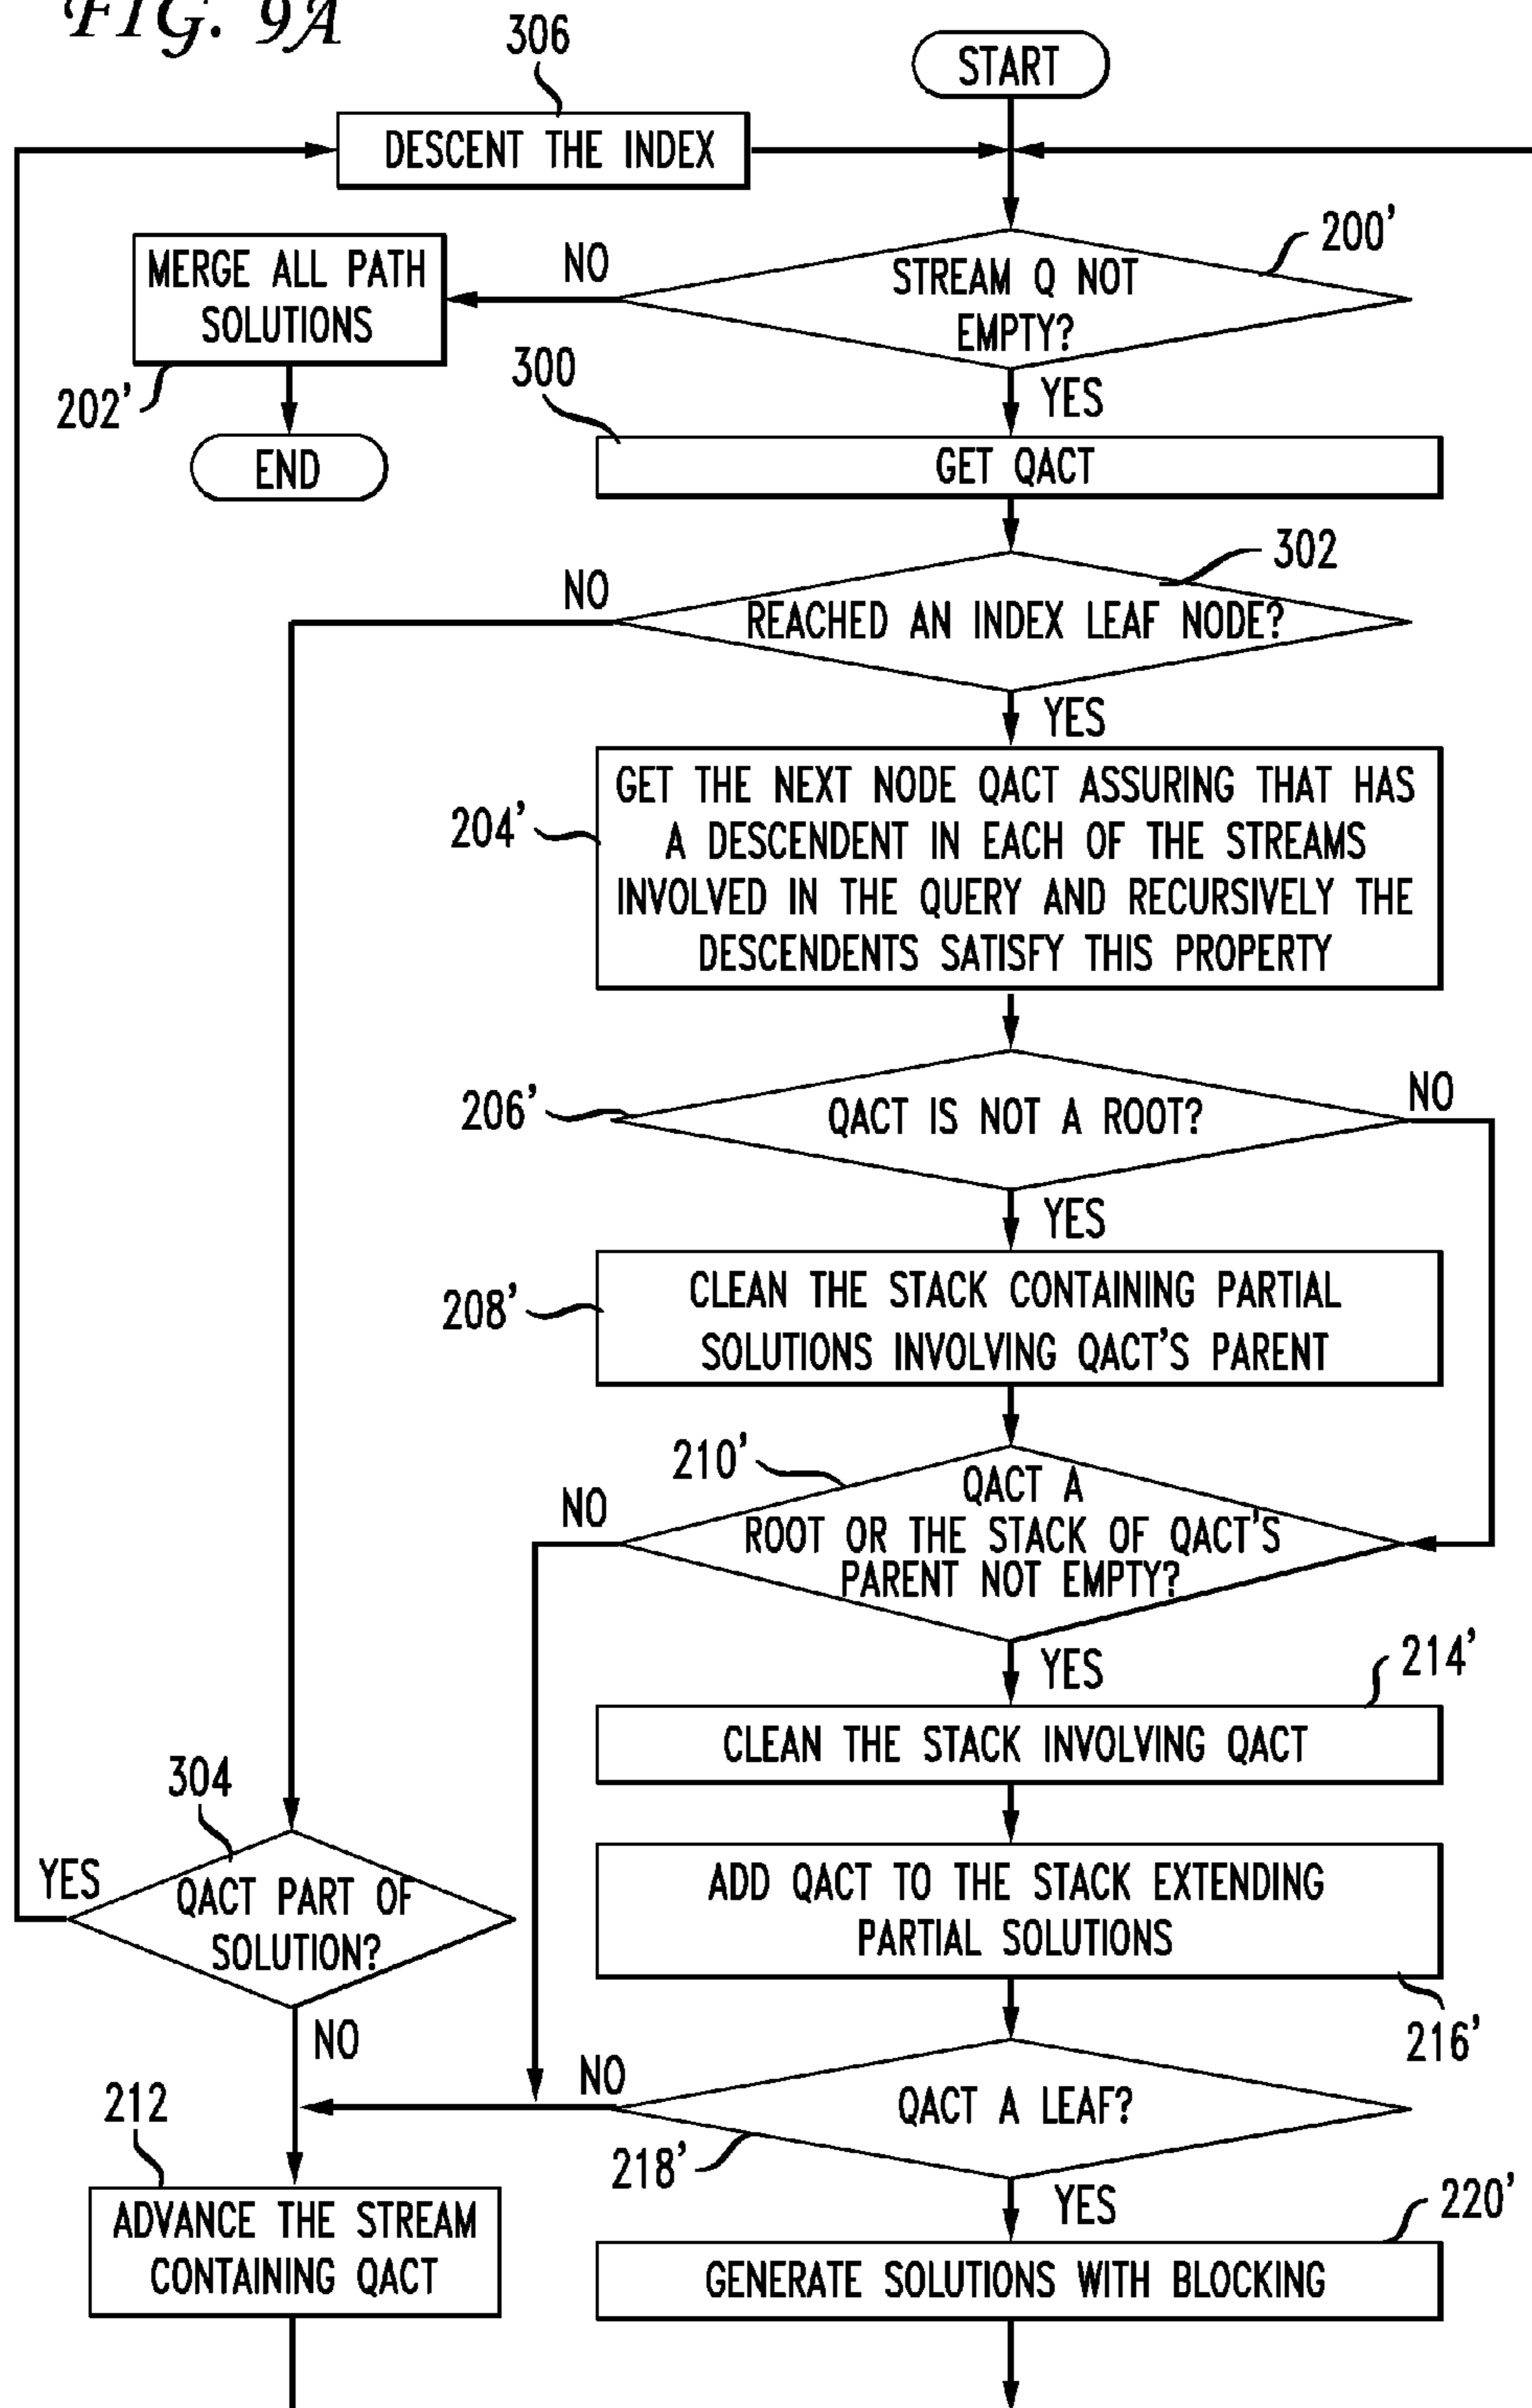 FIG. 9A
306
START
DESCENT THE INDEX
200'
MERGE ALL PATH
SOLUTIONS
NO
STREAM Q NOT
EMPTY?
202'
300
YES
END
GET QACT
302
NO
REACHED AN INDEX LEAF NODE?
YES
204'
GET THE NEXT NODE QACT ASSURING THAT HAS
A DESCENDENT IN EACH OF THE STREAMS
INVOLVED IN THE QUERY AND RECURSIVELY THE
DESCENDENTS SATISFY THIS PROPERTY
206'
QACT IS NOT A ROOT?
NO
YES
208'
CLEAN THE STACK CONTAINING PARTIAL
SOLUTIONS INVOLVING QACT'S PARENT
210'
NO
QACT A
ROOT OR THE STACK OF QACT'S
PARENT NOT EMPTY?
YES
214'
CLEAN THE STACK INVOLVING QACT
304
YES
QACT PART OF
SOLUTION?
ADD QACT TO THE STACK EXTENDING
PARTIAL SOLUTIONS
216'
NO
NO
QACT A LEAF?
212
218'
YES
220'
ADVANCE THE STREAM
CONTAINING QACT
GENERATE SOLUTIONS WITH BLOCKING